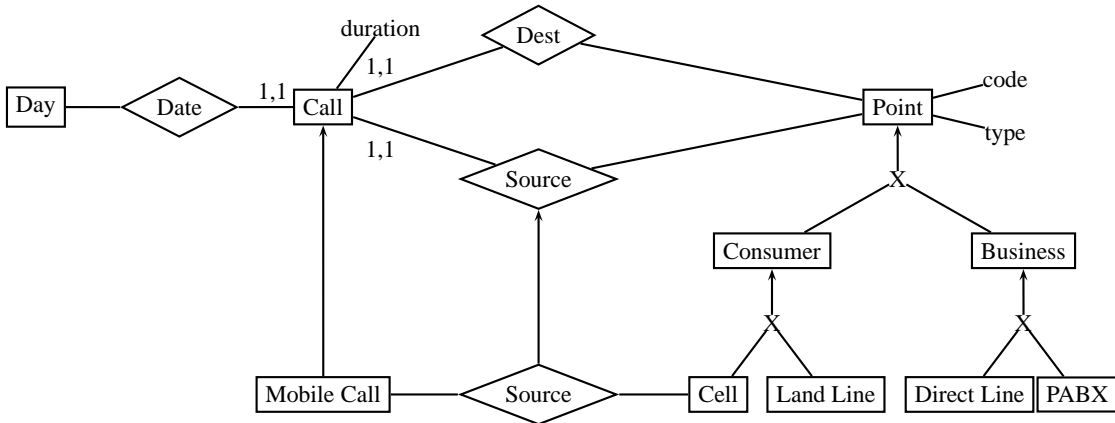 duration
Dest
1,1
code
Day
Date
1,1
Call
Point
type
1,1
Source
X
Consumer
Business
X
X
Mobile Call
Source
Cell
Land Line
Direct Line
PABX